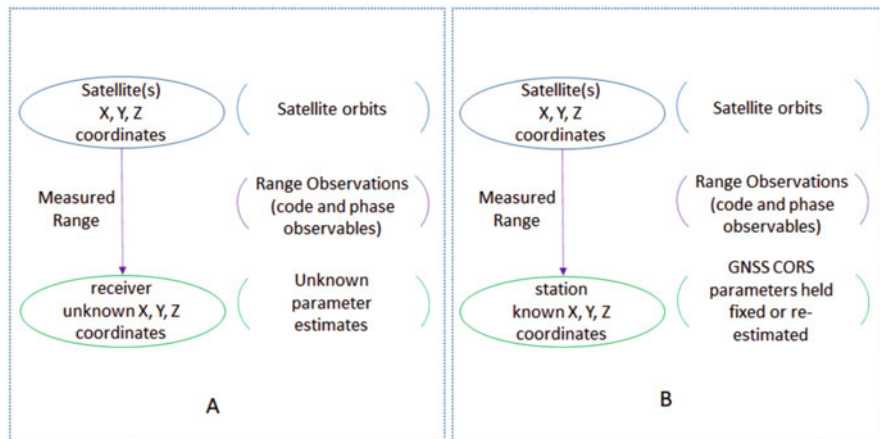 Satellite(s)
X, Y, Z
coordinates
Satellite orbits
Measured
Range
Range Observations
(code and phase
observables)
receiver
unknown X, Y, Z
coordinates
Unknown
parameter
estimates
A
Satellite(s)
X, Y, Z
coordinates
Satellite orbits
Measured
Range
Range Observations
(code and phase
observables)
station
known X, Y, Z
coordinates
GNSS CORS
parameters held
fixed or re-
estimated
B